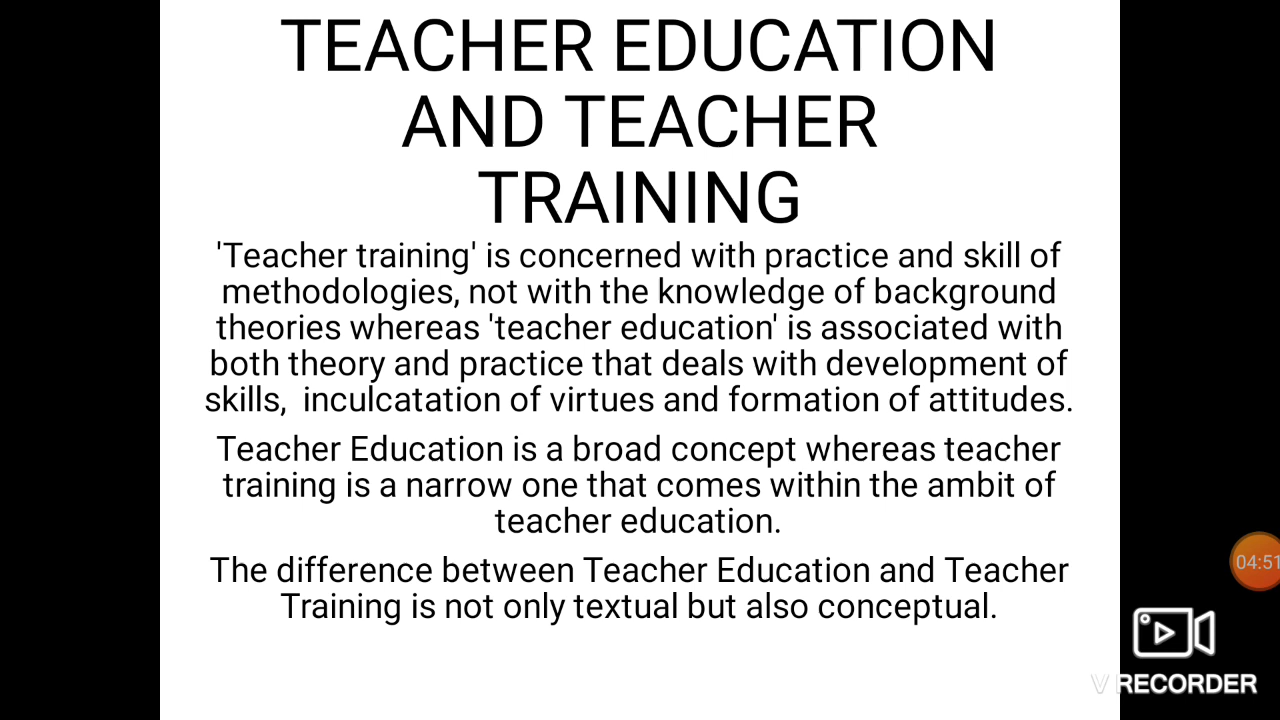 TEACHER EDUCATION
AND TEACHER
TRAINING
'Teacher training' is concerned with practice and skill of
methodologies, not with the knowledge of background
theories whereas 'teacher education' is associated with
both theory and practice that deals with development of
skills,  inculcatation of virtues and formation of attitudes.
Teacher Education is a broad concept whereas teacher
training is a narrow one that comes within the ambit of
teacher education.
The difference between Teacher Education and Teacher
Training is not only textual but also conceptual.
04:51
V RECORDER